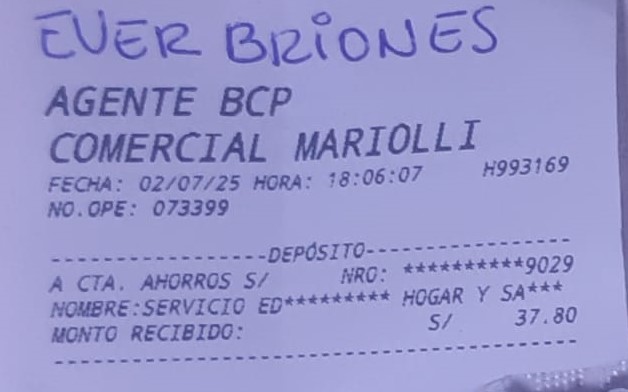 EVER BRIONES
AGENTE BCP
COMERCIAL MARIOLLI
FECHA: 02/07/25 HORA: 18:06:07 H993169
NO.OPE: 073399
------------------DEPÓSITO-----------------
A CTA. AHORROS S/ NRO: **********9029
NOMBRE:SERVICIO ED********* HOGAR Y SA***
MONTO RECIBIDO: S/ 37.80
-------------------------------------------